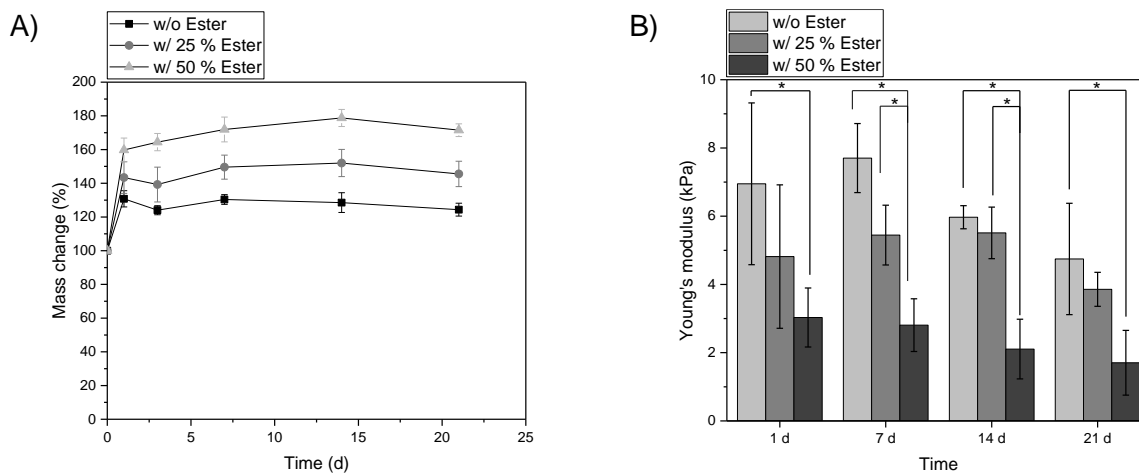 A)
w/o Ester
w/ 25 % Ester
w/ 50 % Ester
200
180
160
140
120
100
80
60
40
20
0
Mass change (%)
0 5 10 15 20 25
Time (d)
B)
w/o Ester
w/ 25 % Ester
w/ 50 % Ester
10
8
6
4
2
0
Young's modulus (kPa)
* * * *
* *
1 d 7 d 14 d 21 d
Time